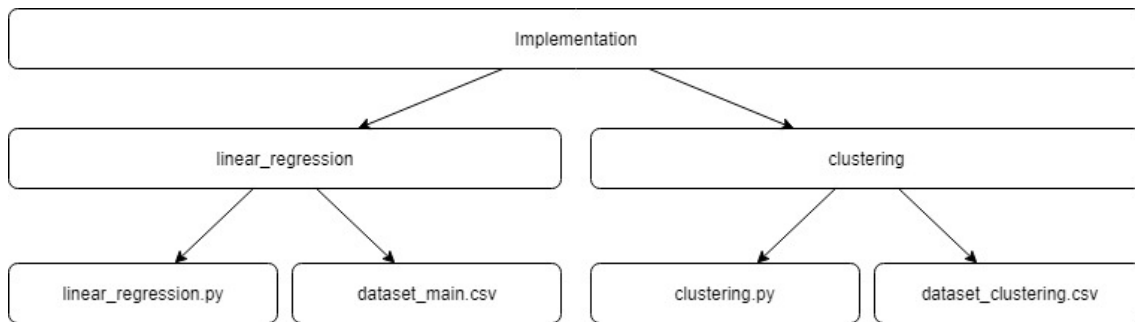 Implementation
linear_regression
clustering
linear_regression.py
dataset_main.csv
clustering.py
dataset_clustering.csv